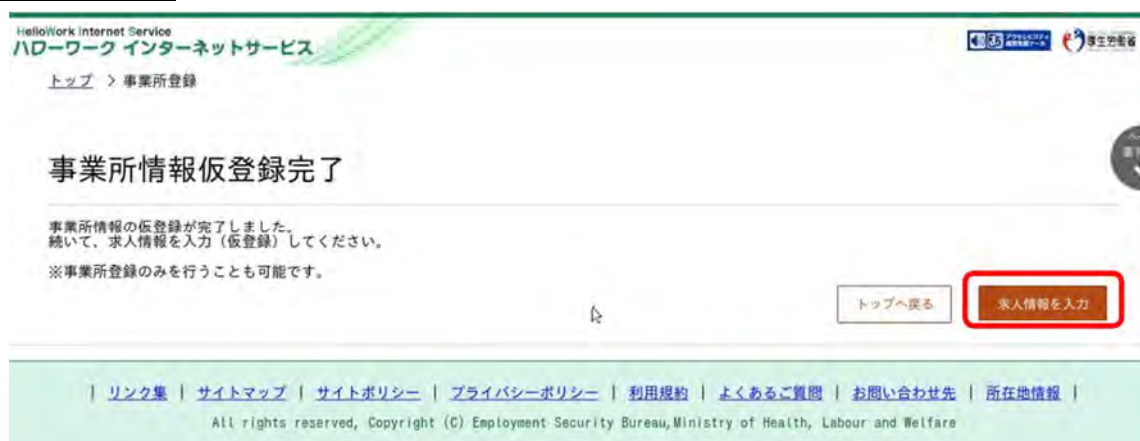 HelloWork Internet Service
ハローワーク インターネットサービス
厚生労働省
トップ > 事業所登録
事業所情報仮登録完了
事業所情報の仮登録が完了しました。
続いて、求人情報を入力（仮登録）してください。
※事業所登録のみを行うことも可能です。
トップへ戻る
求人情報を入力
| リンク集 | サイトマップ | サイトポリシー | プライバシーポリシー | 利用規約 | よくあるご質問 | お問い合わせ先 | 所在地情報 |
All rights reserved, Copyright (C) Employment Security Bureau,Ministry of Health, Labour and Welfare